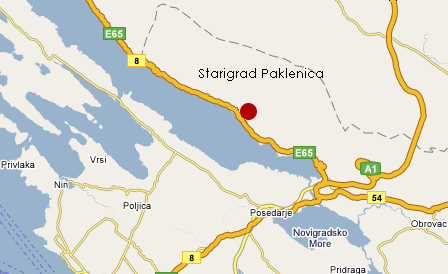 E65
8
Starigrad Paklenica
E65
A1
Privlaka
Vrsi
Nin
Poljica
54
Posedarje
Obrovac
Novigradsko
More
8
Pridraga